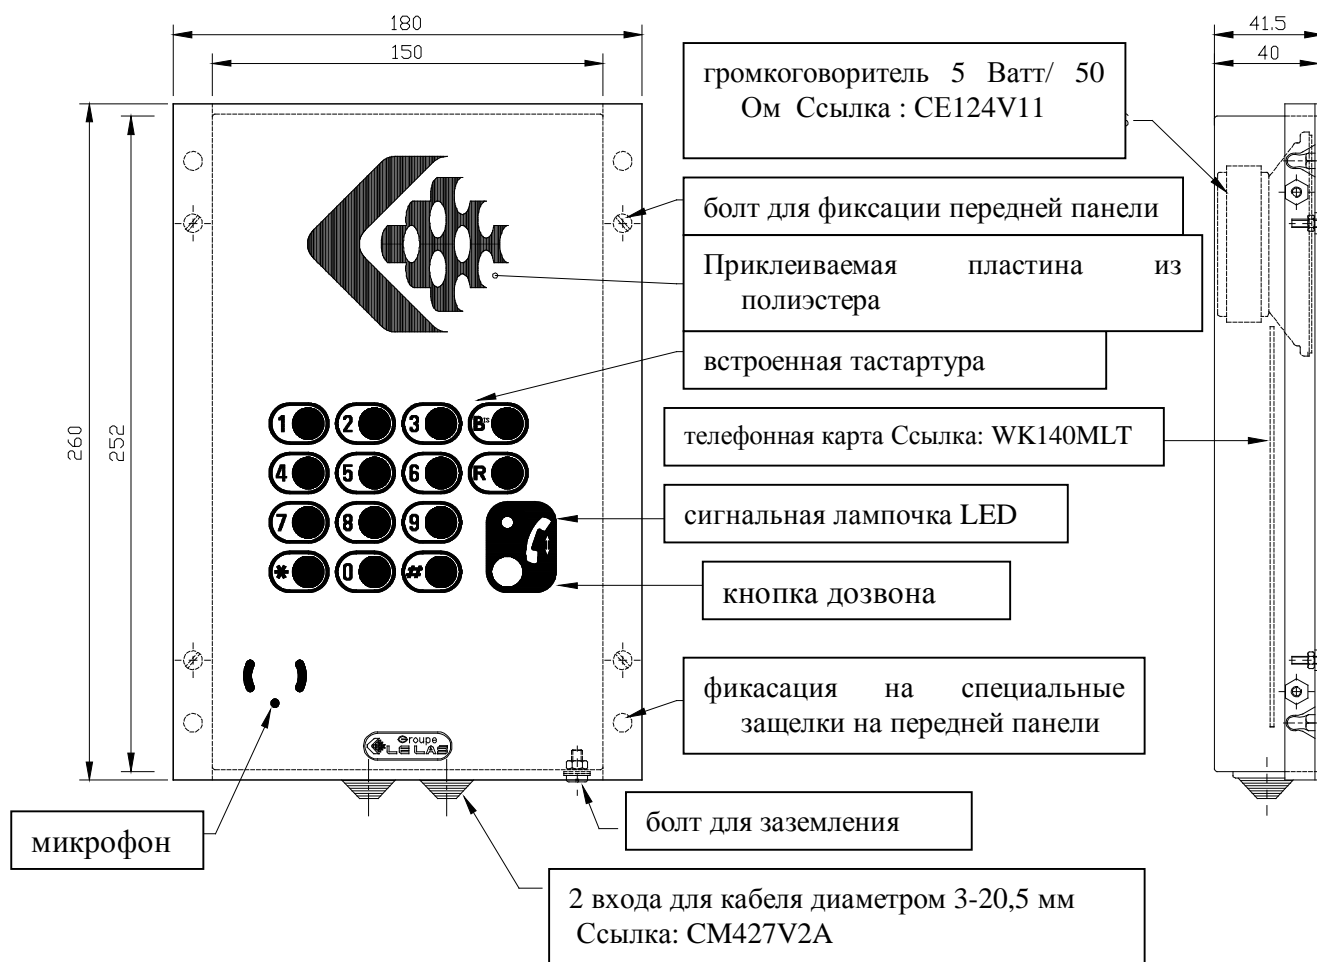 180
150
41.5
40
260
252
громкоговоритель 5 Ватт/ 50
Ом Ссылка : CE124V11
болт для фиксации передней панели
Приклеиваемая пластина из
полиэстера
встроенная тастартура
телефонная карта Ссылка: WK140MLT
сигнальная лампочка LED
кнопка дозвона
фикасация на специальные
защелки на передней панели
1 2 3 Bis
4 5 6 R
7 8 9
* 0 #
Groupe
LE LAS
микрофон
болт для заземления
2 входа для кабеля диаметром 3-20,5 мм
Ссылка: CM427V2A